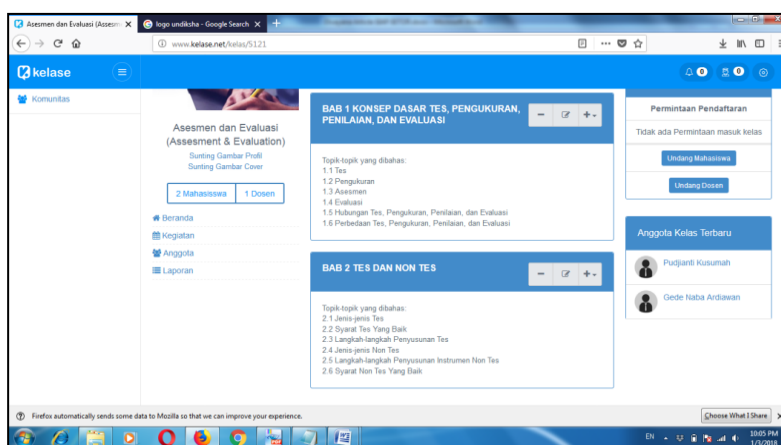 Asesmen dan Evaluasi (Assesm
logo undiksha - Google Search
www.kelase.net/kelas/5121
kelase
0
0
Komunitas
Asesmen dan Evaluasi
(Assesment & Evaluation)
Sunting Gambar Profil
Sunting Gambar Cover
2 Mahasisswa
1 Dosen
Beranda
Kegiatan
Anggota
Laporan
BAB 1 KONSEP DASAR TES, PENGUKURAN,
PENILAIAN, DAN EVALUASI
Topik-topik yang dibahas:
1.1 Tes
1.2 Pengukuran
1.3 Asesmen
1.4 Evaluasi
1.5 Hubungan Tes, Pengukuran, Penilaian, dan Evaluasi
1.6 Perbedaan Tes, Pengukuran, Penilaian, dan Evaluasi
BAB 2 TES DAN NON TES
Topik-topik yang dibahas:
2.1 Jenis-jenis Tes
2.2 Syarat Tes Yang Baik
2.3 Langkah-langkah Penyusunan Tes
2.4 Jenis-jenis Non Tes
2.5 Langkah-langkah Penyusunan Instrumen Non Tes
2.6 Syarat Non Tes Yang Baik
Permintaan Pendaftaran
Tidak ada Permintaan masuk kelas
Undang Mahasiswa
Undang Dosen
Anggota Kelas Terbaru
Pudjianti Kusumah
Gede Naba Ardiawan
Firefox automatically sends some data to Mozilla so that we can improve your experience.
Choose What I Share
EN
10:05 PM